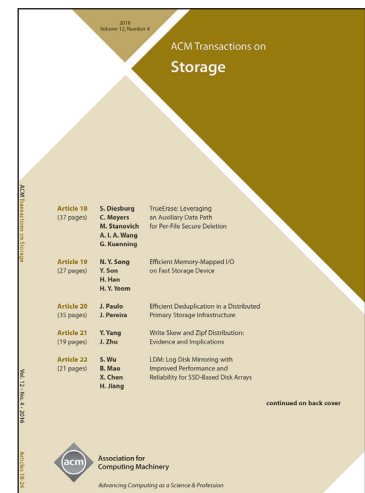 2016
Volume 12, Number 4
ACM Transactions on
Storage
Article 18 S. Diesburg TrueErase: Leveraging
(37 pages) C. Meyers an Auxiliary Data Path
M. Stanovich for Per-File Secure Deletion
A. I. A. Wang
G. Kuenning
Article 19 N. Y. Song Efficient Memory-Mapped I/O
(27 pages) Y. Son on Fast Storage Device
H. Han
H. Y. Yeom
Article 20 J. Paulo Efficient Deduplication in a Distributed
(35 pages) J. Pereira Primary Storage Infrastructure
Article 21 Y. Yang Write Skew and Zipf Distribution:
(19 pages) J. Zhu Evidence and Implications
Article 22 S. Wu LDM: Log Disk Mirroring with
(21 pages) B. Mao Improved Performance and
X. Chen Reliability for SSD-Based Disk Arrays
H. Jiang
continued on back cover
acm
Association for
Computing Machinery
Advancing Computing as a Science & Profession
ACM Transactions on Storage
Vol. 12 • No. 4 • 2016
Articles 18-24